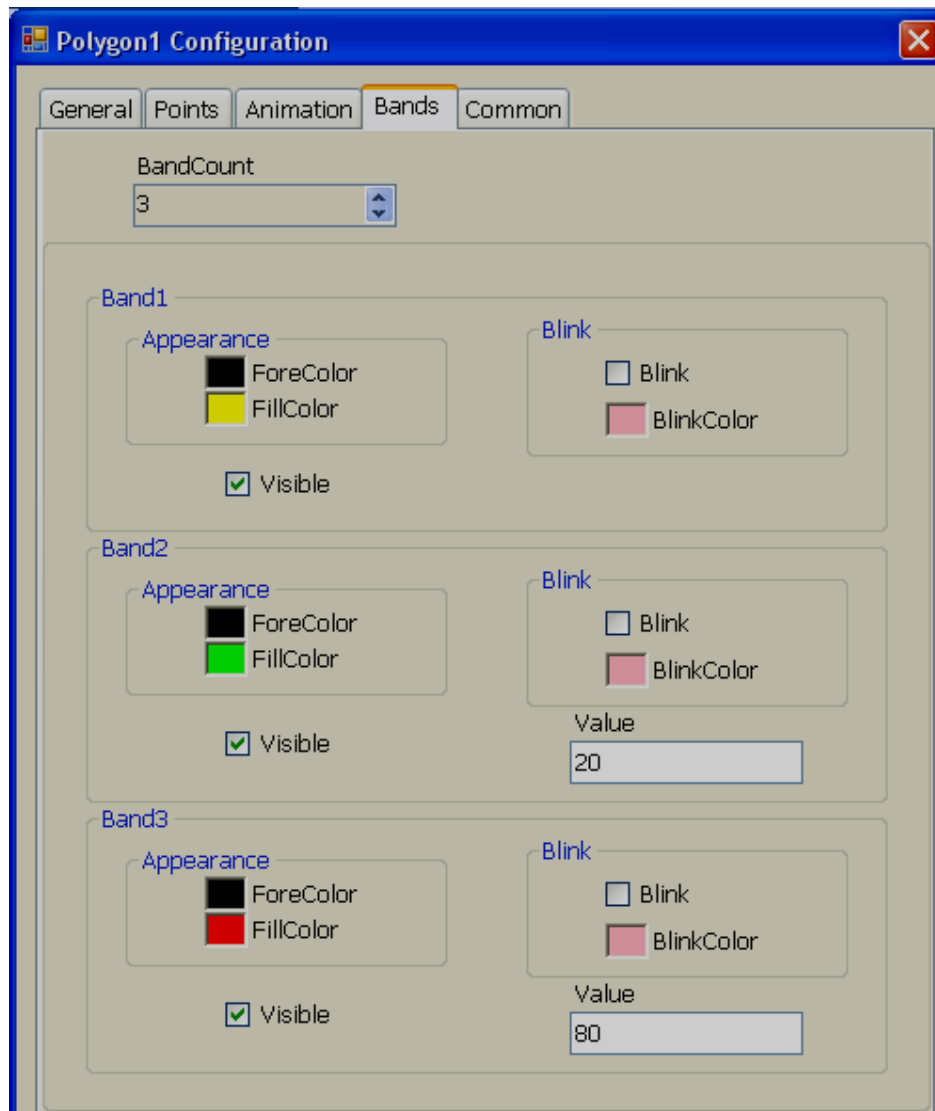 Polygon1 Configuration
General Points Animation Bands Common
BandCount
3
Band1
Appearance
ForeColor
FillColor
Visible
Blink
Blink
BlinkColor
Band2
Appearance
ForeColor
FillColor
Visible
Blink
Blink
BlinkColor
Value
20
Band3
Appearance
ForeColor
FillColor
Visible
Blink
Blink
BlinkColor
Value
80